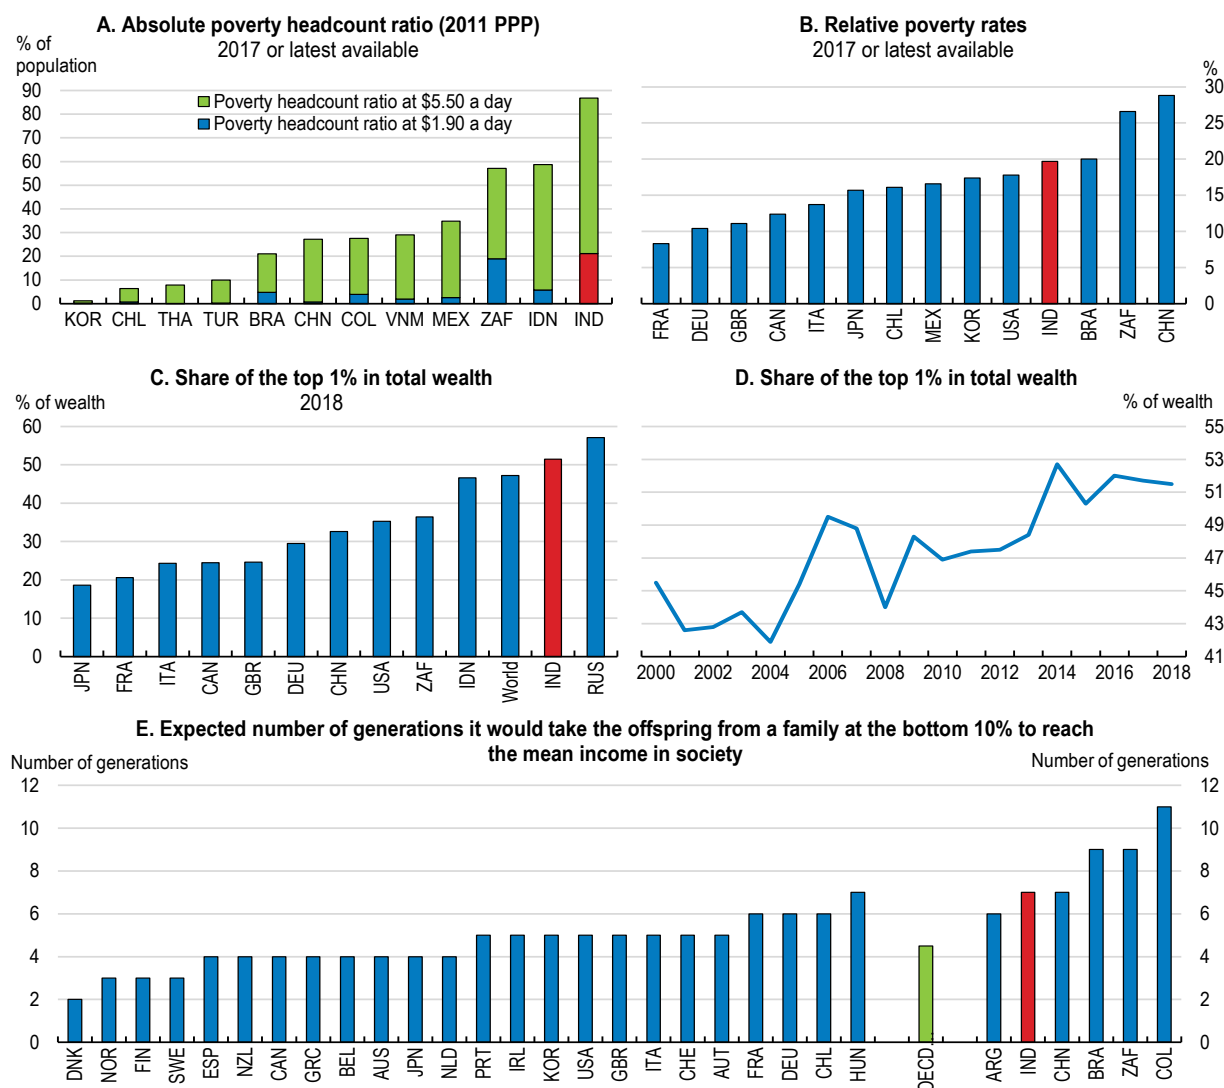 A. Absolute poverty headcount ratio (2011 PPP)
2017 or latest available
% of
population
90
80
70
60
50
40
30
20
10
0
Poverty headcount ratio at $5.50 a day
Poverty headcount ratio at $1.90 a day
KOR CHL THA TUR BRA CHN COL VNM MEX ZAF IDN IND
B. Relative poverty rates
2017 or latest available
%
30
25
20
15
10
5
0
FRA DEU GBR CAN ITA JPN CHL MEX KOR USA IND BRA ZAF CHN
C. Share of the top 1% in total wealth
2018
% of wealth
60
50
40
30
20
10
0
JPN FRA ITA CAN GBR DEU CHN USA ZAF IDN World IND RUS
D. Share of the top 1% in total wealth
% of wealth
55
53
51
49
47
45
43
41
2000 2002 2004 2006 2008 2010 2012 2014 2016 2018
E. Expected number of generations it would take the offspring from a family at the bottom 10% to reach
the mean income in society
Number of generations
Number of generations
12
10
8
6
4
2
0
12
10
8
6
4
2
0
DNK NOR FIN SWE ESP NZL CAN GRC BEL AUS JPN NLD PRT IRL KOR USA GBR ITA CHE AUT FRA DEU CHL HUN OECD ARG IND CHN BRA ZAF COL